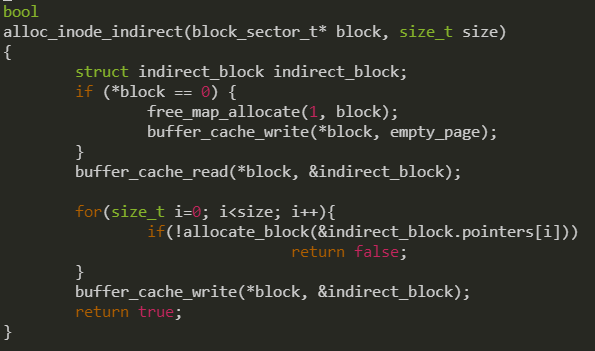 bool
alloc_inode_indirect(block_sector_t* block, size_t size)
{
        struct indirect_block indirect_block;
        if (*block == 0) {
                free_map_allocate(1, block);
                buffer_cache_write(*block, empty_page);
        }
        buffer_cache_read(*block, &indirect_block);

        for(size_t i=0; i<size; i++){
                if(!allocate_block(&indirect_block.pointers[i]))
                                return false;
        }
        buffer_cache_write(*block, &indirect_block);
        return true;
}